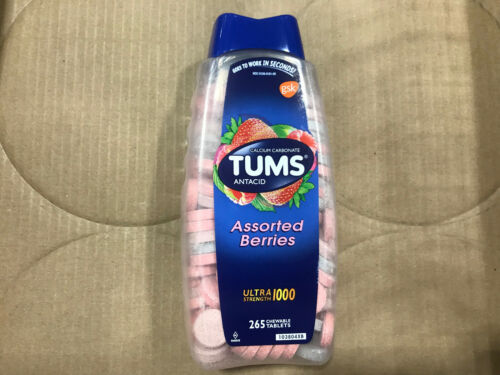 GOES TO WORK IN SECONDS!
gsk
CALCIUM CARBONATE
TUMS®
ANTACID
Assorted
Berries
ULTRA
STRENGTH 1000
265 CHEWABLE
TABLETS